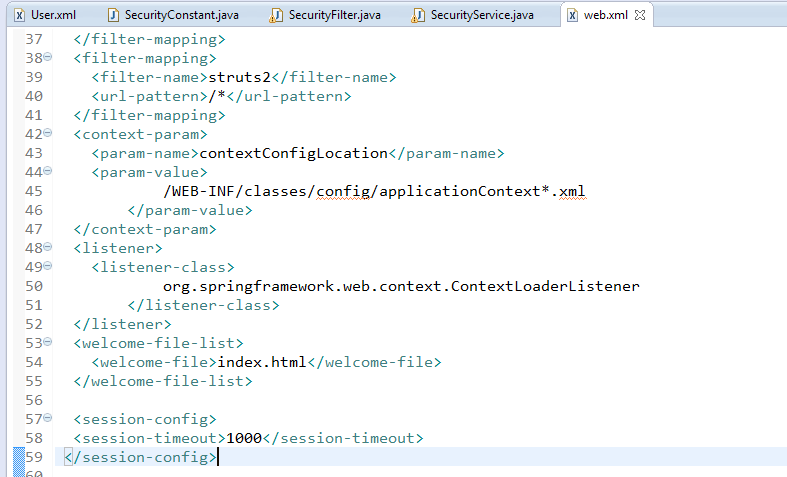 User.xml SecurityConstant.java SecurityFilter.java SecurityService.java web.xml
37 </filter-mapping>
38 <filter-mapping>
39 <filter-name>struts2</filter-name>
40 <url-pattern>/*</url-pattern>
41 </filter-mapping>
42 <context-param>
43 <param-name>contextConfigLocation</param-name>
44 <param-value>
45 /WEB-INF/classes/config/applicationContext*.xml
46 </param-value>
47 </context-param>
48 <listener>
49 <listener-class>
50 org.springframework.web.context.ContextLoaderListener
51 </listener-class>
52 </listener>
53 <welcome-file-list>
54 <welcome-file>index.html</welcome-file>
55 </welcome-file-list>
56
57 <session-config>
58 <session-timeout>1000</session-timeout>
59 </session-config>
60